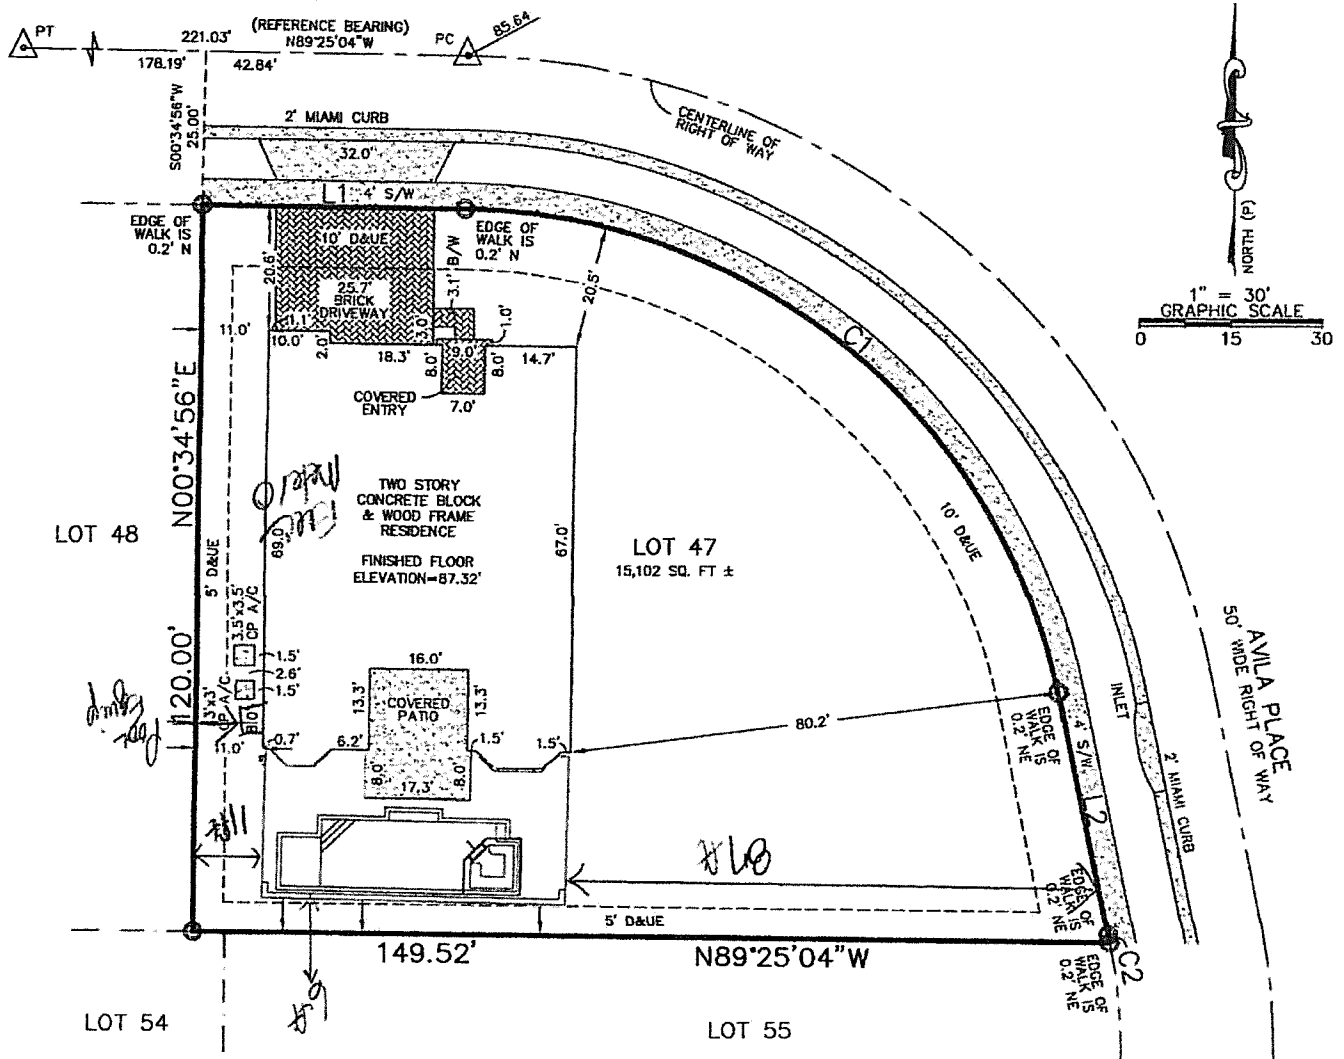 PT
221.03'
(REFERENCE BEARING)
N89°25'04"W
PC
85.64
178.19'
42.84'
S00°34'56"W
25.00'
2' MIAMI CURB
CENTERLINE OF
RIGHT OF WAY
32.0"
L1
4' S/W
EDGE OF
WALK IS
0.2' N
10' D&UE
EDGE OF
WALK IS
0.2' N
20.6'
3.1' B/W
20.5'
25.7'
BRICK
DRIVEWAY
NORTH (P)
1" = 30'
GRAPHIC SCALE
0 15 30
11.0'
1.1'
10.0'
2.0'
3.0'
1.0'
18.3'
8.0'
9.0'
8.0'
14.7'
C1
COVERED
ENTRY
7.0'
N00°34'56"E
120.00'
LOT 48
TWO STORY
CONCRETE BLOCK
& WOOD FRAME
RESIDENCE
FINISHED FLOOR
ELEVATION=87.32'
Elec
Meter
69.0'
67.0'
LOT 47
15,102 SQ. FT ±
10' D&UE
5' D&UE
3.5'x3.5'
CP A/C
1.5'
2.6'
1.5'
3'x3'
CP A/C
Pool
Equip
11.0'
0.7'
6.2'
16.0'
13.3'
COVERED
PATIO
13.3'
1.5'
1.5'
8.0'
8.0'
17.3'
80.2'
EDGE OF
WALK IS
0.2' NE
4' S/W
L2
INLET
2' MIAMI CURB
AVILA PLACE
50' WIDE RIGHT OF WAY
11 ft
81 ft
EDGE OF
WALK IS
0.2' NE
5' D&UE
149.52'
N89°25'04"W
C2
EDGE OF
WALK IS
0.2' NE
LOT 54
LOT 55